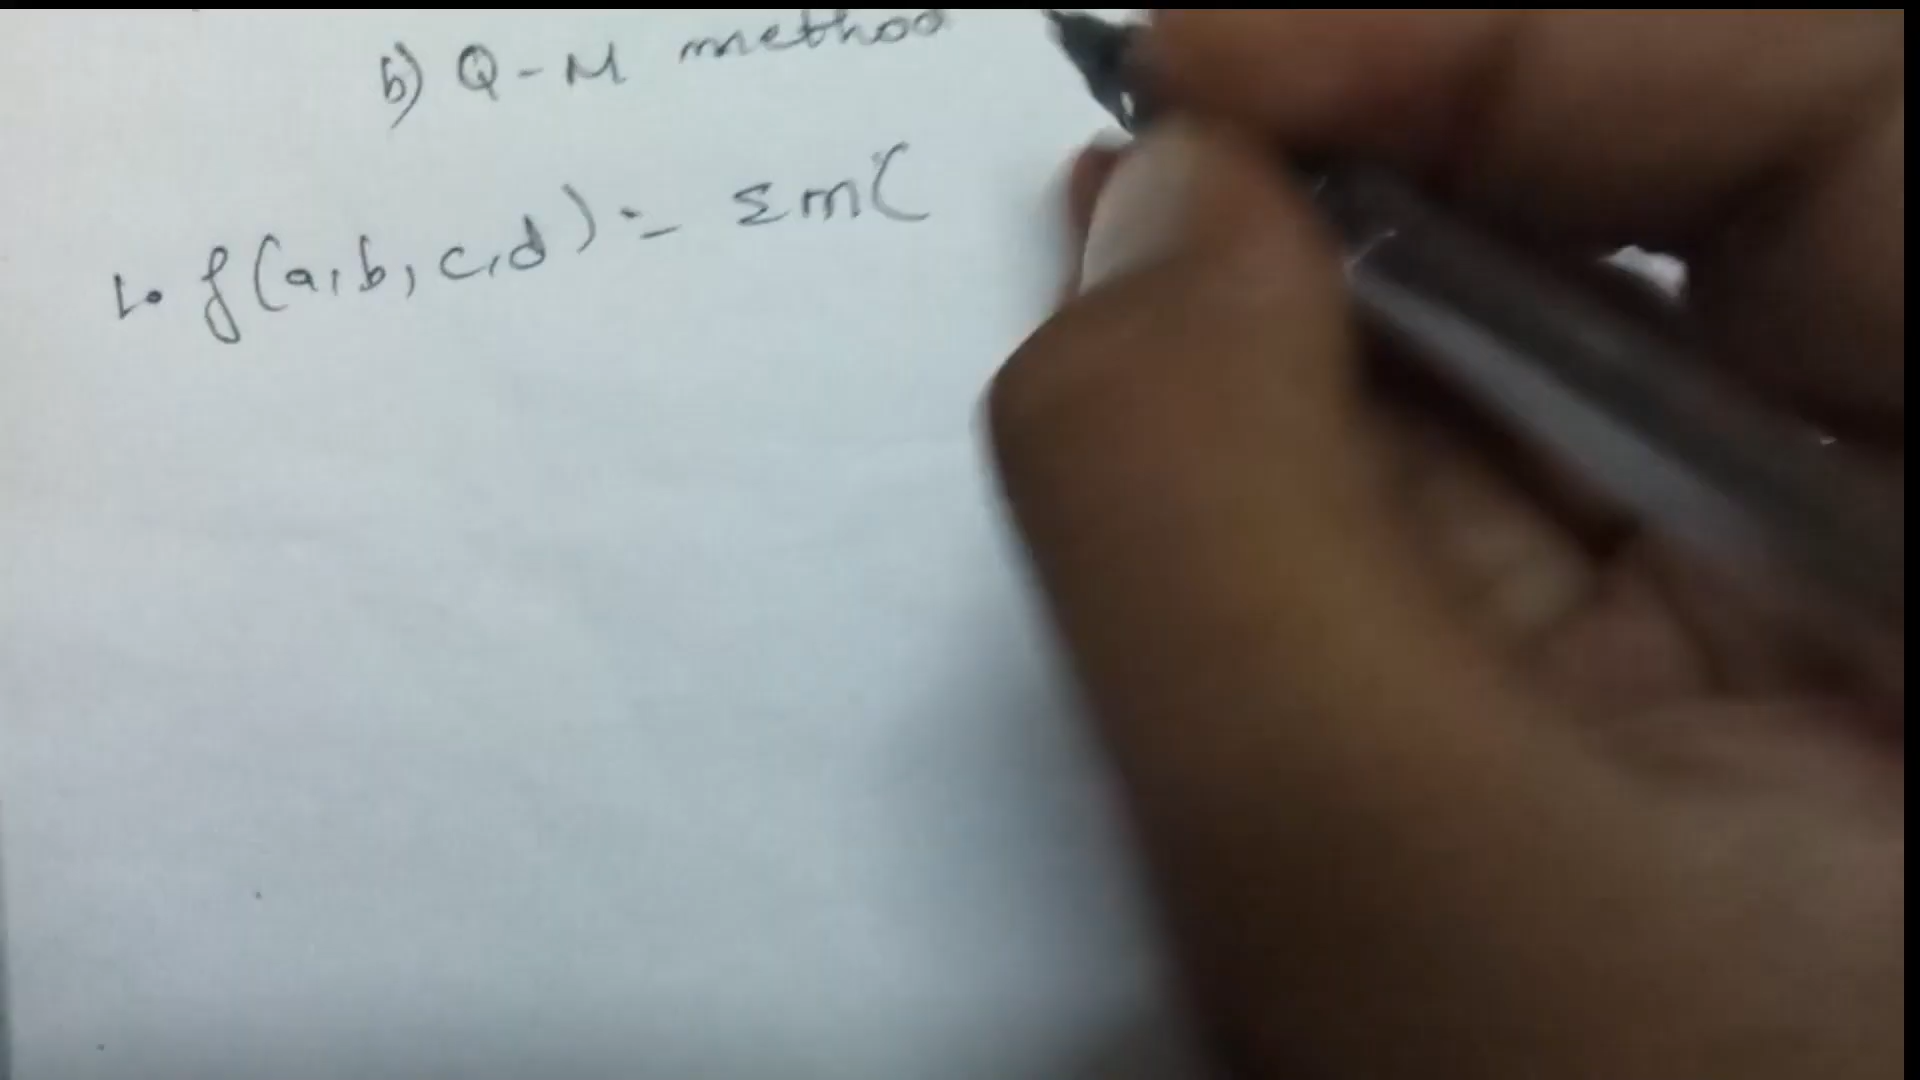 b) Q-M method
1. f(a,b,c,d) = Σm(